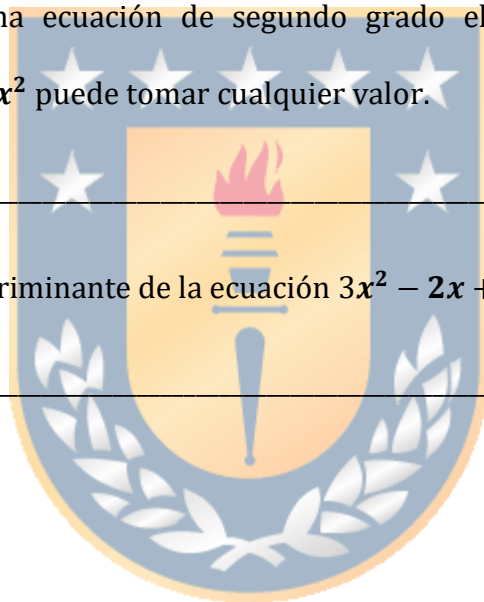 na ecuación de segundo grado el
x² puede tomar cualquier valor.
riminante de la ecuación 3x² − 2x +